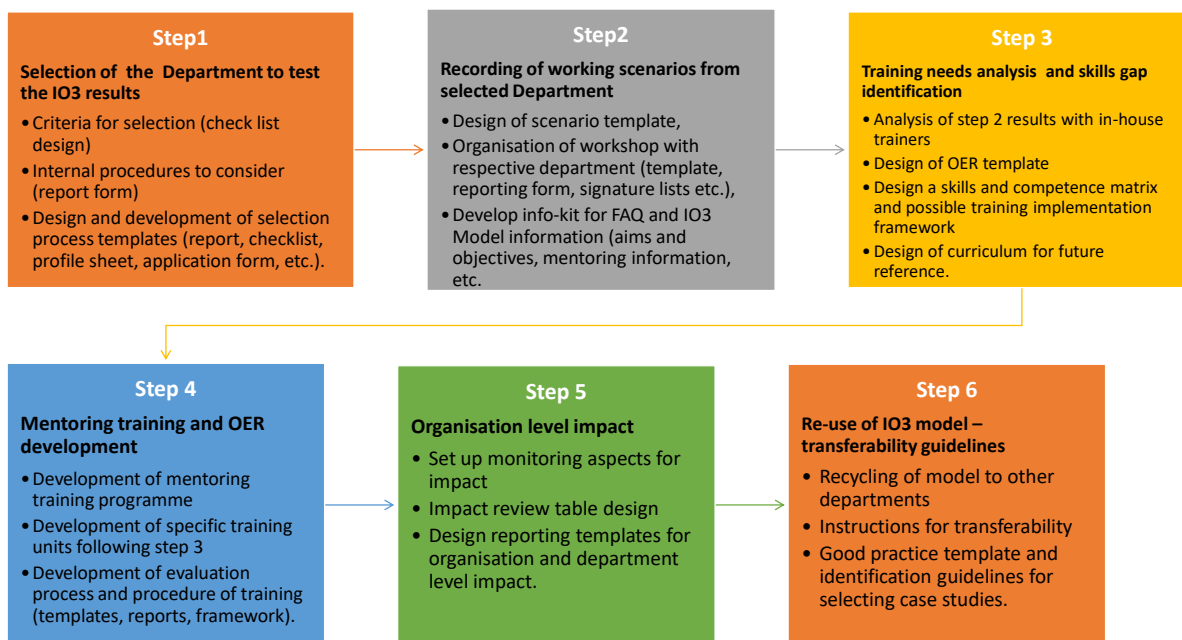 Step1
Selection of the Department to test
the IO3 results
• Criteria for selection (check list
design)
• Internal procedures to consider
(report form)
• Design and development of selection
process templates (report, checklist,
profile sheet, application form, etc.).
Step2
Recording of working scenarios from
selected Department
• Design of scenario template,
• Organisation of workshop with
respective department (template,
reporting form, signature lists etc.),
• Develop info-kit for FAQ and IO3
Model information (aims and
objectives, mentoring information,
etc.
Step 3
Training needs analysis and skills gap
identification
• Analysis of step 2 results with in-house
trainers
• Design of OER template
• Design a skills and competence matrix
and possible training implementation
framework
• Design of curriculum for future
reference.
Step 4
Mentoring training and OER
development
• Development of mentoring
training programme
• Development of specific training
units following step 3
• Development of evaluation
process and procedure of training
(templates, reports, framework).
Step 5
Organisation level impact
• Set up monitoring aspects for
impact
• Impact review table design
• Design reporting templates for
organisation and department
level impact.
Step 6
Re-use of IO3 model –
transferability guidelines
• Recycling of model to other
departments
• Instructions for transferability
• Good practice template and
identification guidelines for
selecting case studies.